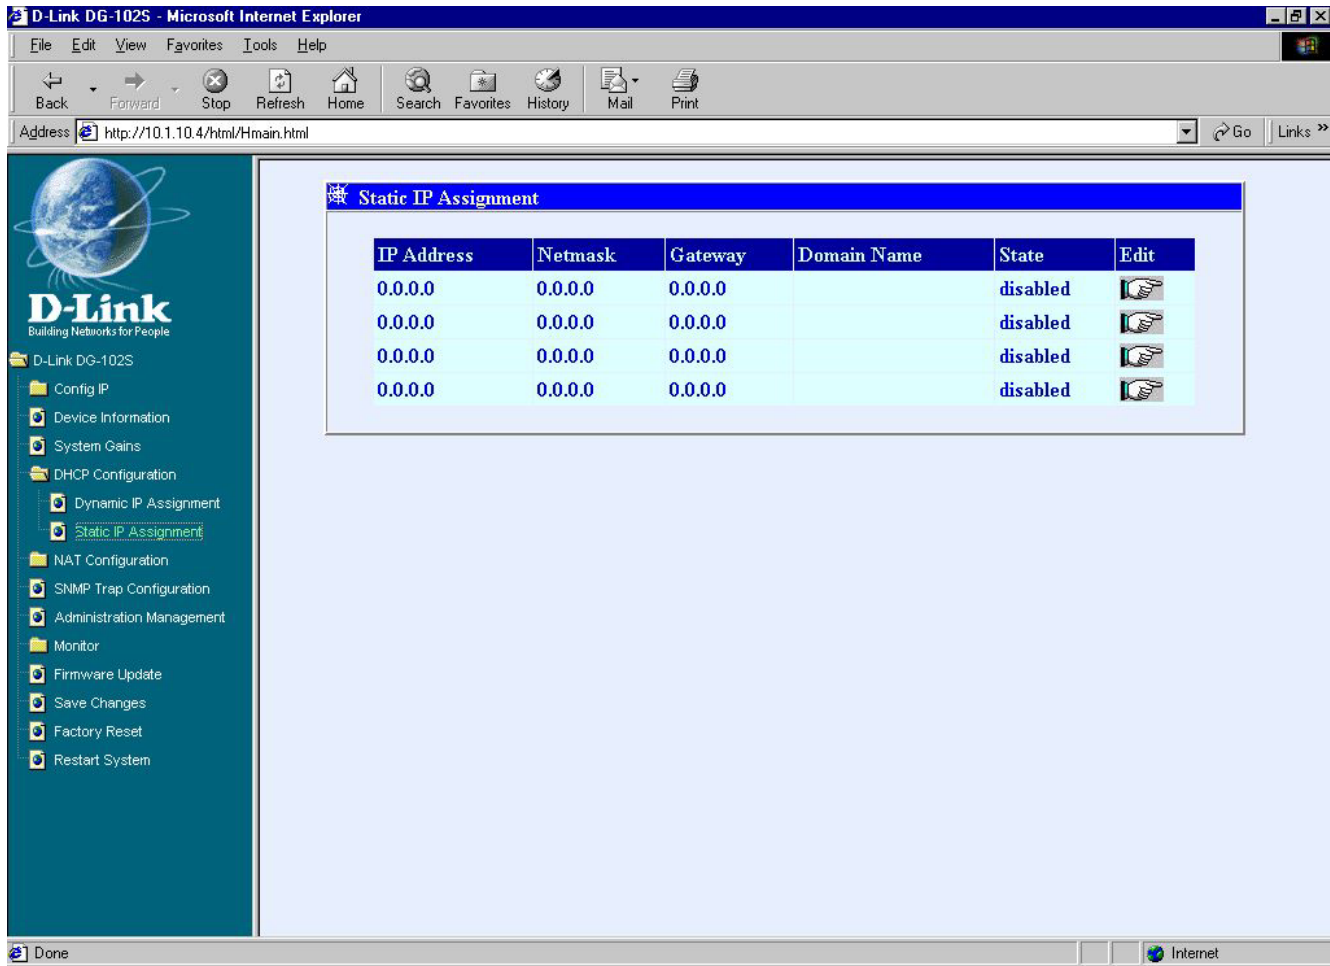 D-Link DG-102S - Microsoft Internet Explorer
File Edit View Favorites Tools Help
Back Forward Stop Refresh Home Search Favorites History Mail Print
Address http://10.1.10.4/html/Hmain.html Go Links »
D-Link
Building Networks for People
D-Link DG-102S
Config IP
Device Information
System Gains
DHCP Configuration
Dynamic IP Assignment
Static IP Assignment
NAT Configuration
SNMP Trap Configuration
Administration Management
Monitor
Firmware Update
Save Changes
Factory Reset
Restart System
Static IP Assignment
IP Address Netmask Gateway Domain Name State Edit
0.0.0.0 0.0.0.0 0.0.0.0 disabled
0.0.0.0 0.0.0.0 0.0.0.0 disabled
0.0.0.0 0.0.0.0 0.0.0.0 disabled
0.0.0.0 0.0.0.0 0.0.0.0 disabled
Done Internet